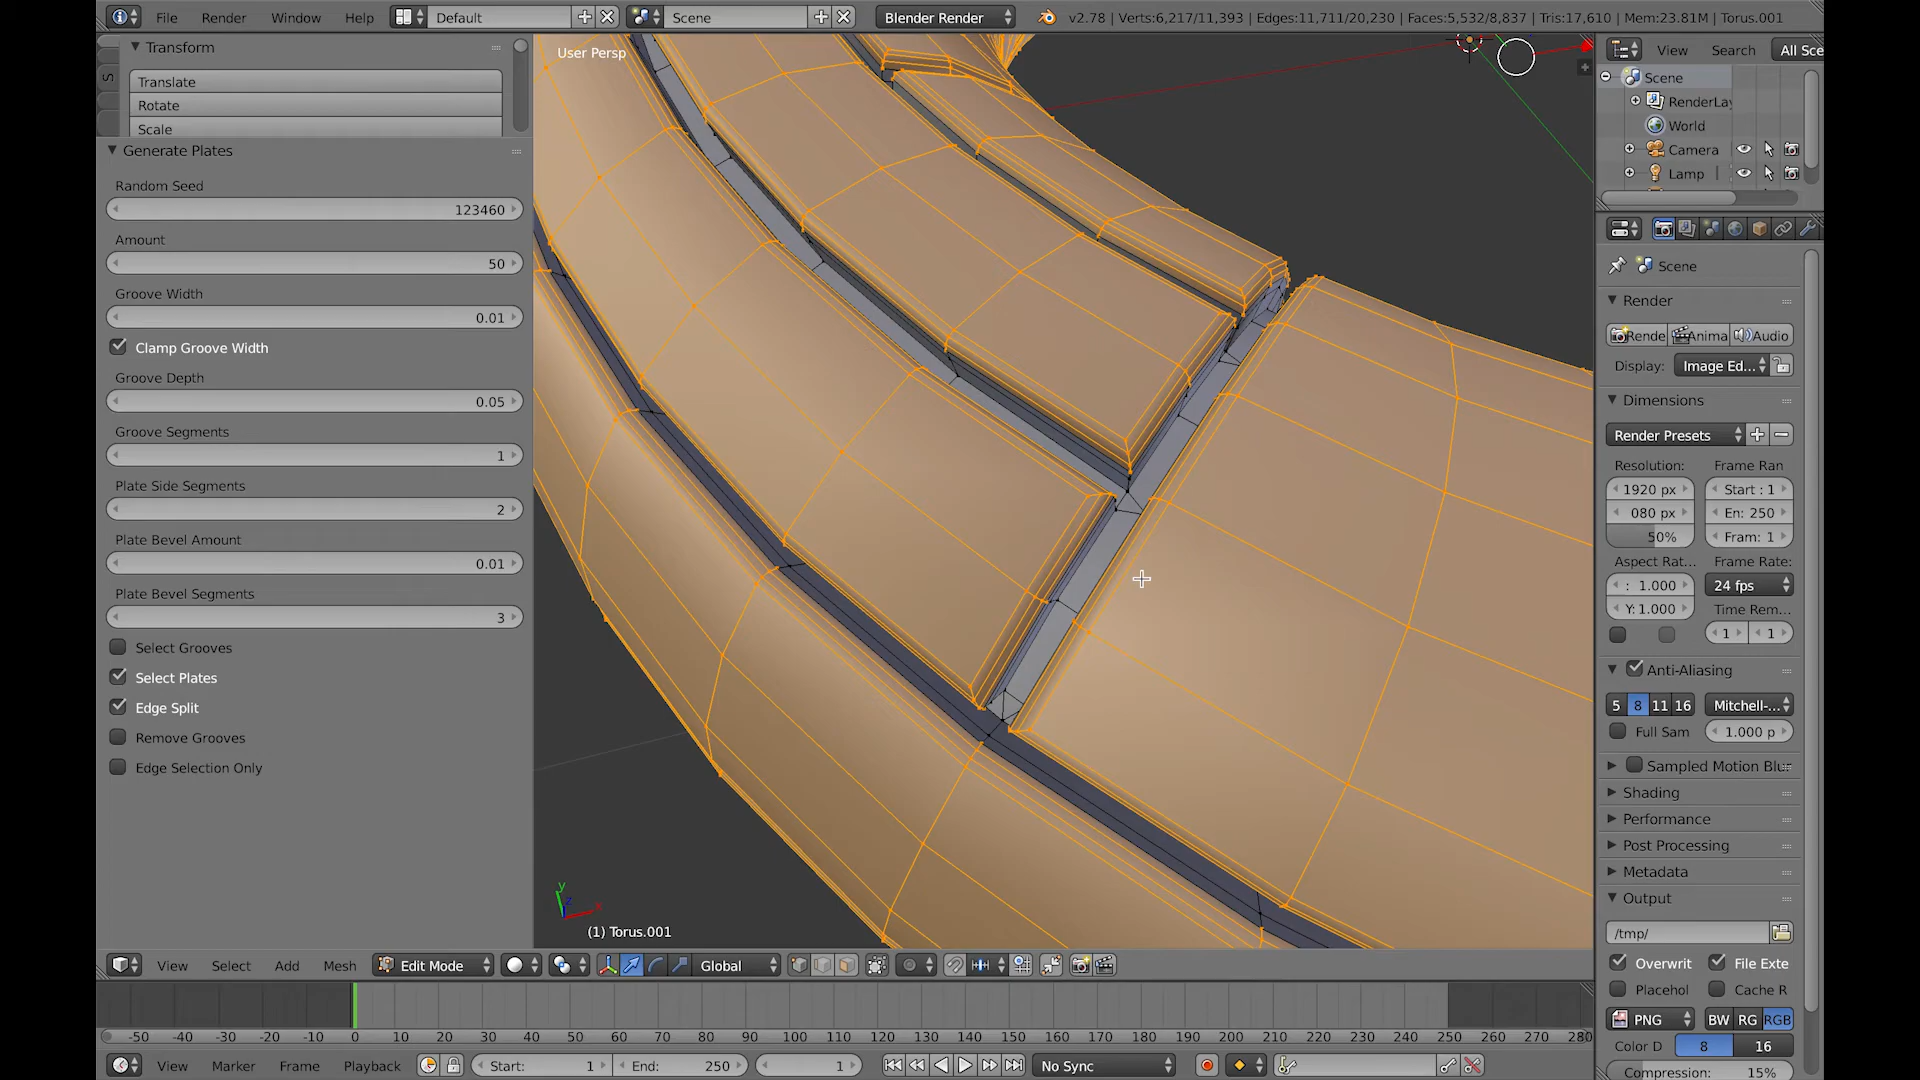 File Render Window Help Default Scene Blender Render v2.78 | Verts:6,217/11,393 | Edges:11,711/20,230 | Faces:5,532/8,837 | Tris:17,610 | Mem:23.81M | Torus.001
Transform
Translate
Rotate
Scale
Generate Plates
Random Seed
123460
Amount
50
Groove Width
0.01
Clamp Groove Width
Groove Depth
0.05
Groove Segments
1
Plate Side Segments
2
Plate Bevel Amount
0.01
Plate Bevel Segments
3
Select Grooves
Select Plates
Edge Split
Remove Grooves
Edge Selection Only
S
User Persp
y
z
x
(1) Torus.001
View Search All Sce
Scene
RenderLay
World
Camera
Lamp
Scene
Render
Rende Anima Audio
Display: Image Ed...
Dimensions
Render Presets
Resolution: Frame Ran
1920 px Start : 1
080 px En: 250
50% Fram: 1
Aspect Rat... Frame Rate:
: 1.000 24 fps
Y: 1.000 Time Rem...
1 1
Anti-Aliasing
5 8 11 16 Mitchell-...
Full Sam 1.000 p
Sampled Motion Blu
Shading
Performance
Post Processing
Metadata
Output
/tmp/
Overwrit File Exte
Placehol Cache R
PNG BW RG RGB
Color D 8 16
Compression: 15%
View Select Add Mesh Edit Mode Global
-50 -40 -30 -20 -10 0 10 20 30 40 50 60 70 80 90 100 110 120 130 140 150 160 170 180 190 200 210 220 230 240 250 260 270 280
View Marker Frame Playback Start: 1 End: 250 1 No Sync